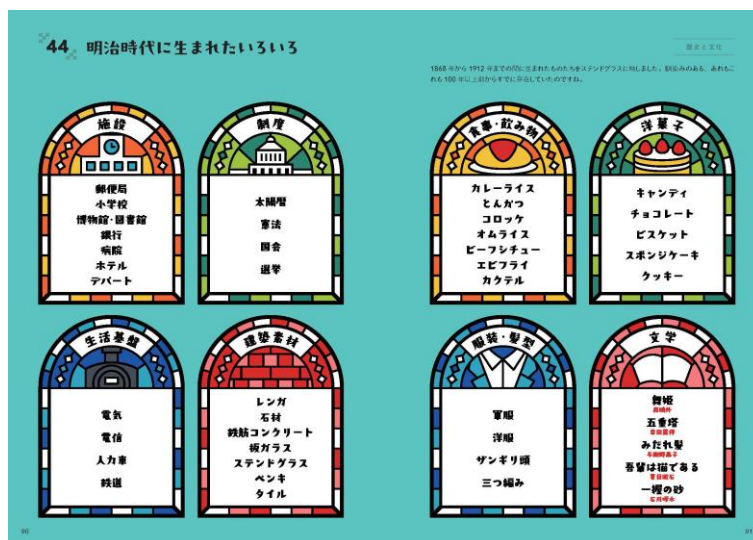 44 明治時代に生まれたいろいろ
歴史と文化
1868年から1912年までの間に生まれたものたちをステンドグラスに刻しました。馴染みのある、あれもこ
れも100年以上前からすでに存在していたのですね。
施設
郵便局
小学校
博物館・図書館
銀行
病院
ホテル
デパート
制度
太陽暦
憲法
国会
選挙
食事・飲み物
カレーライス
とんかつ
コロッケ
オムライス
ビーフシチュー
エビフライ
カクテル
洋菓子
キャンディ
チョコレート
ビスケット
スポンジケーキ
クッキー
生活基盤
電気
電信
人力車
鉄道
建築素材
レンガ
石材
鉄筋コンクリート
板ガラス
ステンドグラス
ペンキ
タイル
服装・髪型
軍服
洋服
ザンギリ頭
三つ編み
文学
舞姫
森鴎外
五重塔
幸田露伴
みだれ髪
与謝野晶子
吾輩は猫である
夏目漱石
一握の砂
石川啄木
90
91